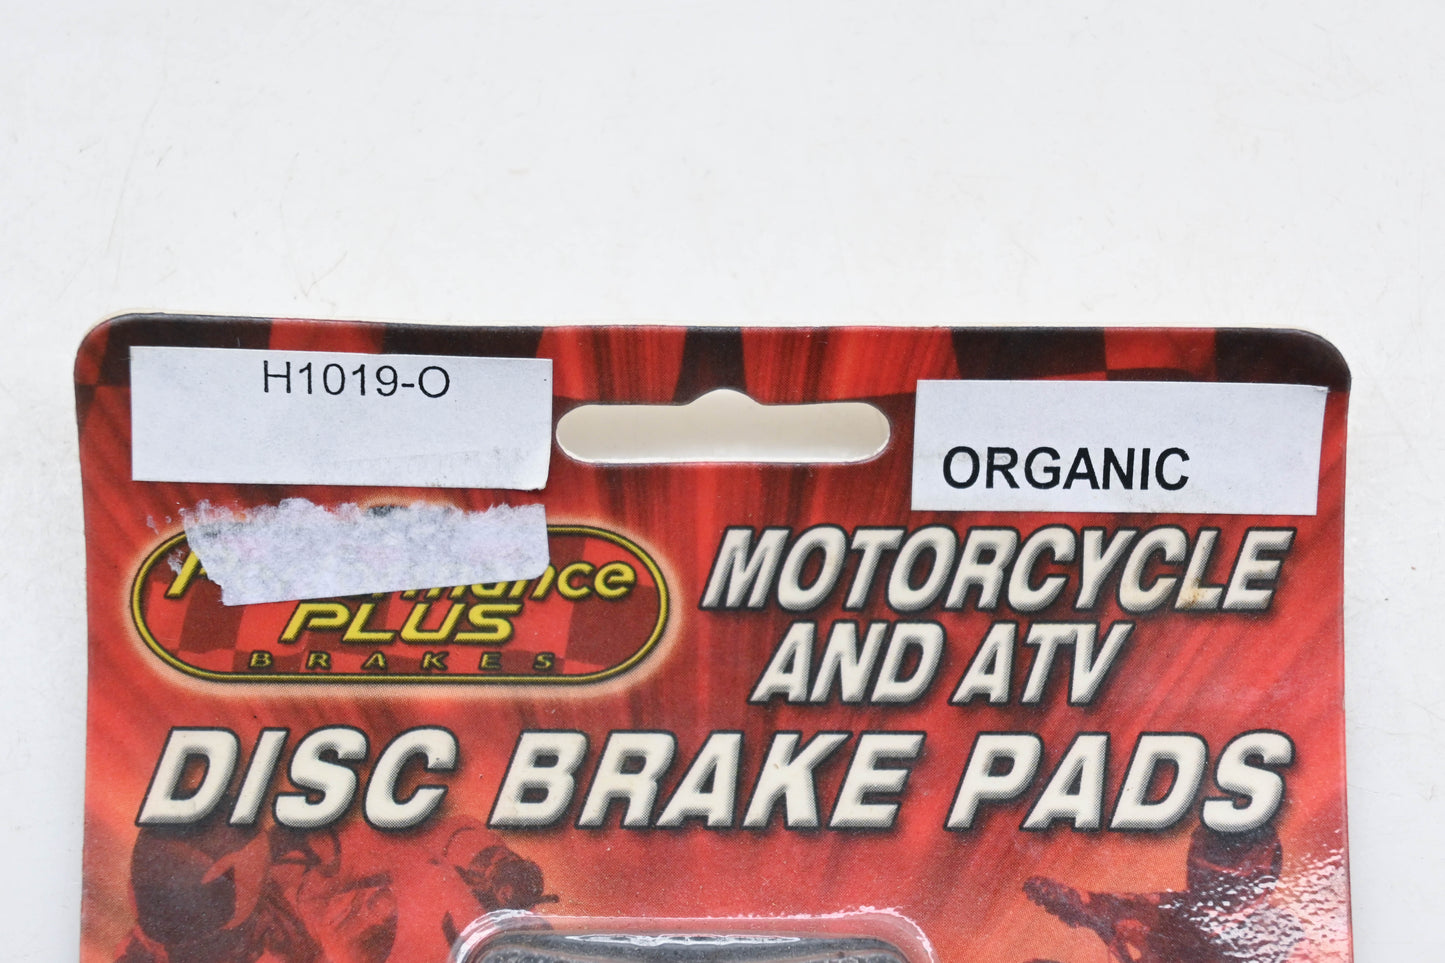 H1019-O
ORGANIC
PLUS
BRAKES
MOTORCYCLE
AND ATV
DISC BRAKE PADS